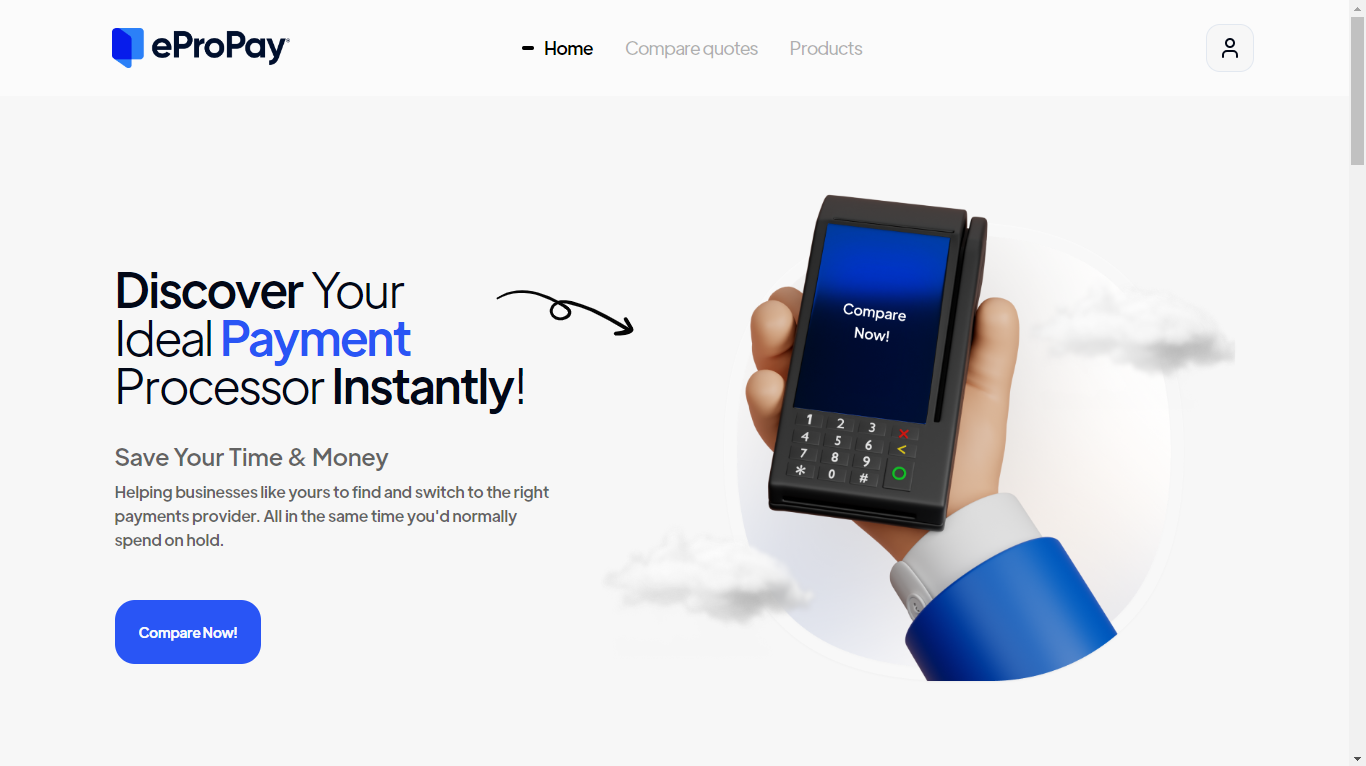 eProPay
Home
Compare quotes
Products
Discover Your
Ideal Payment
Processor Instantly!
Save Your Time & Money
Helping businesses like yours to find and switch to the right
payments provider. All in the same time you'd normally
spend on hold.
Compare Now!
Compare
Now!
1 2 3 ×
4 5 6 <
7 8 9
* 0 # O